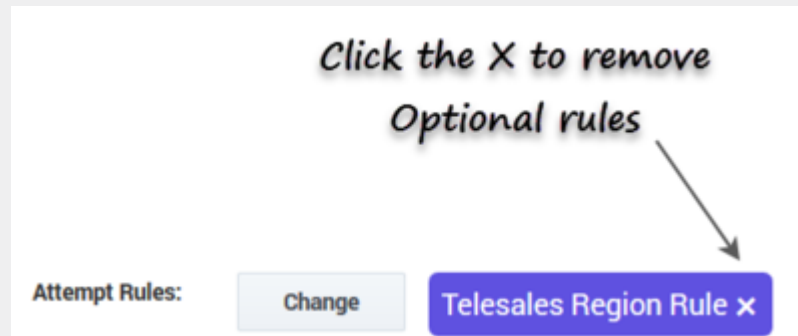 Click the X to remove
Optional rules
Attempt Rules: Change Telesales Region Rule ×